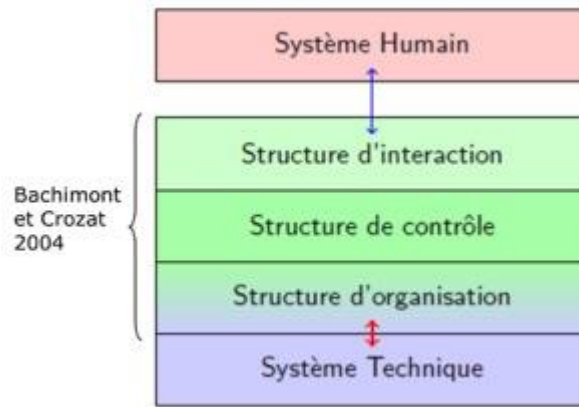 Système Humain
Structure d'interaction
Bachimont
et Crozat
2004
Structure de contrôle
Structure d'organisation
Système Technique